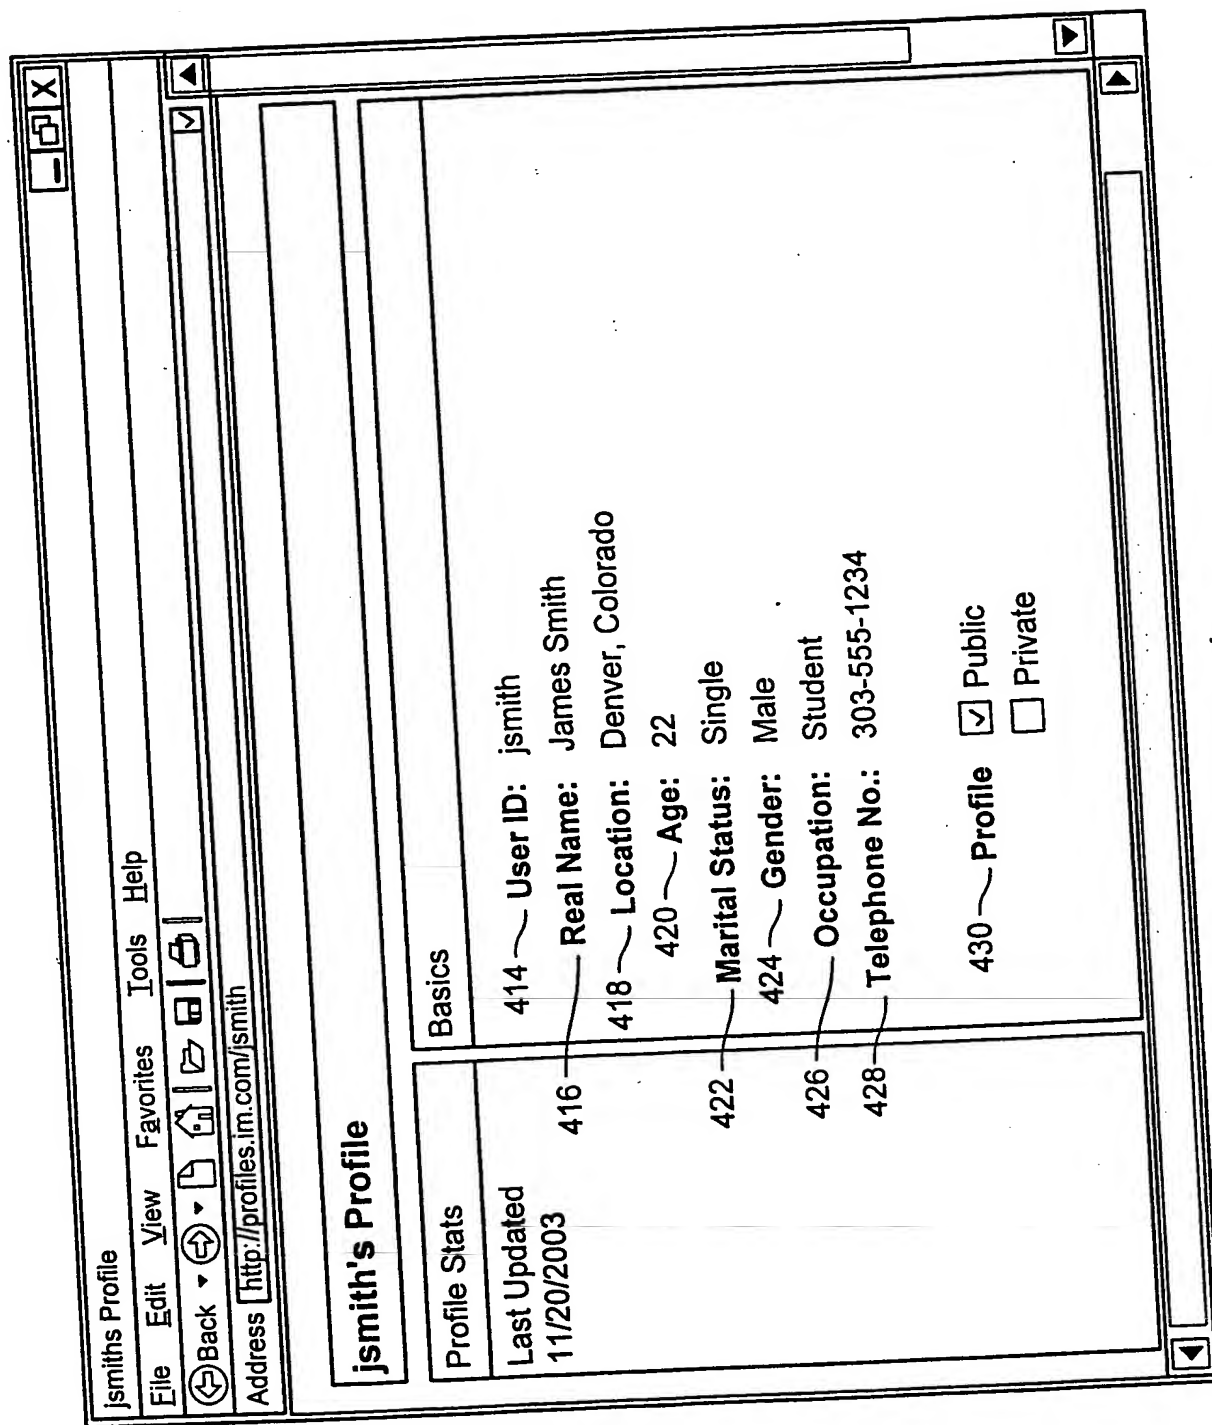 jsmiths Profile
File Edit View Favorites Tools Help
Back
Address http://profiles.im.com/jsmith
jsmith's Profile
Profile Stats
Last Updated
11/20/2003
Basics
414 User ID: jsmith
416 Real Name: James Smith
418 Location: Denver, Colorado
420 Age: 22
422 Marital Status: Single
424 Gender: Male
426 Occupation: Student
428 Telephone No.: 303-555-1234
430 Profile Public
Private